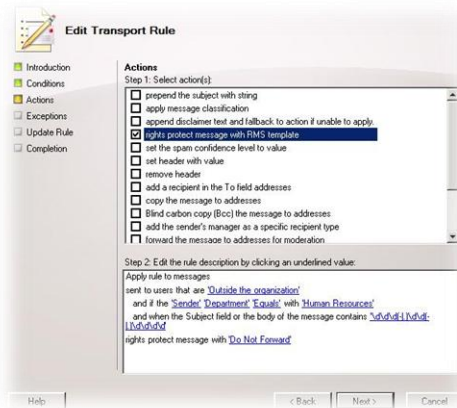 Edit Transport Rule
Introduction
Conditions
Actions
Exceptions
Update Rule
Completion
Actions
Step 1: Select action(s):
prepend the subject with string
apply message classification
append disclaimer text and fallback to action if unable to apply.
rights protect message with RMS template
set the spam confidence level to value
set header with value
remove header
add a recipient in the To field addresses
copy the message to addresses
Blind carbon copy (Bcc) the message to addresses
add the sender's manager as a specific recipient type
forward the message to addresses for moderation
Step 2: Edit the rule description by clicking an underlined value:
Apply rule to messages
sent to users that are 'Outside the organization'
and if the 'Sender' 'Department' 'Equals' with 'Human Resources'
and when the Subject field or the body of the message contains
rights protect message with 'Do Not Forward'
Help
< Back
Next >
Cancel